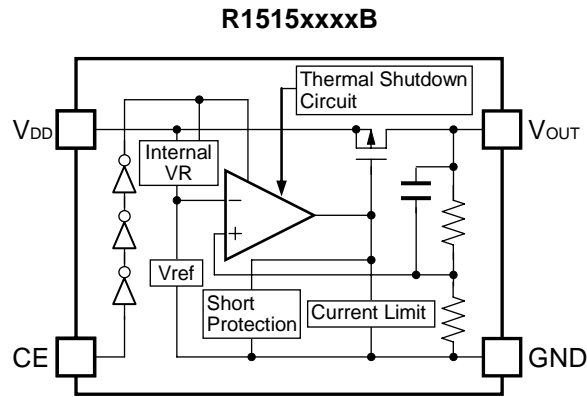 R1515xxxxB
Thermal Shutdown
Circuit
VDD
VOUT
Internal
VR
−
+
Vref
Short
Protection
Current Limit
CE
GND